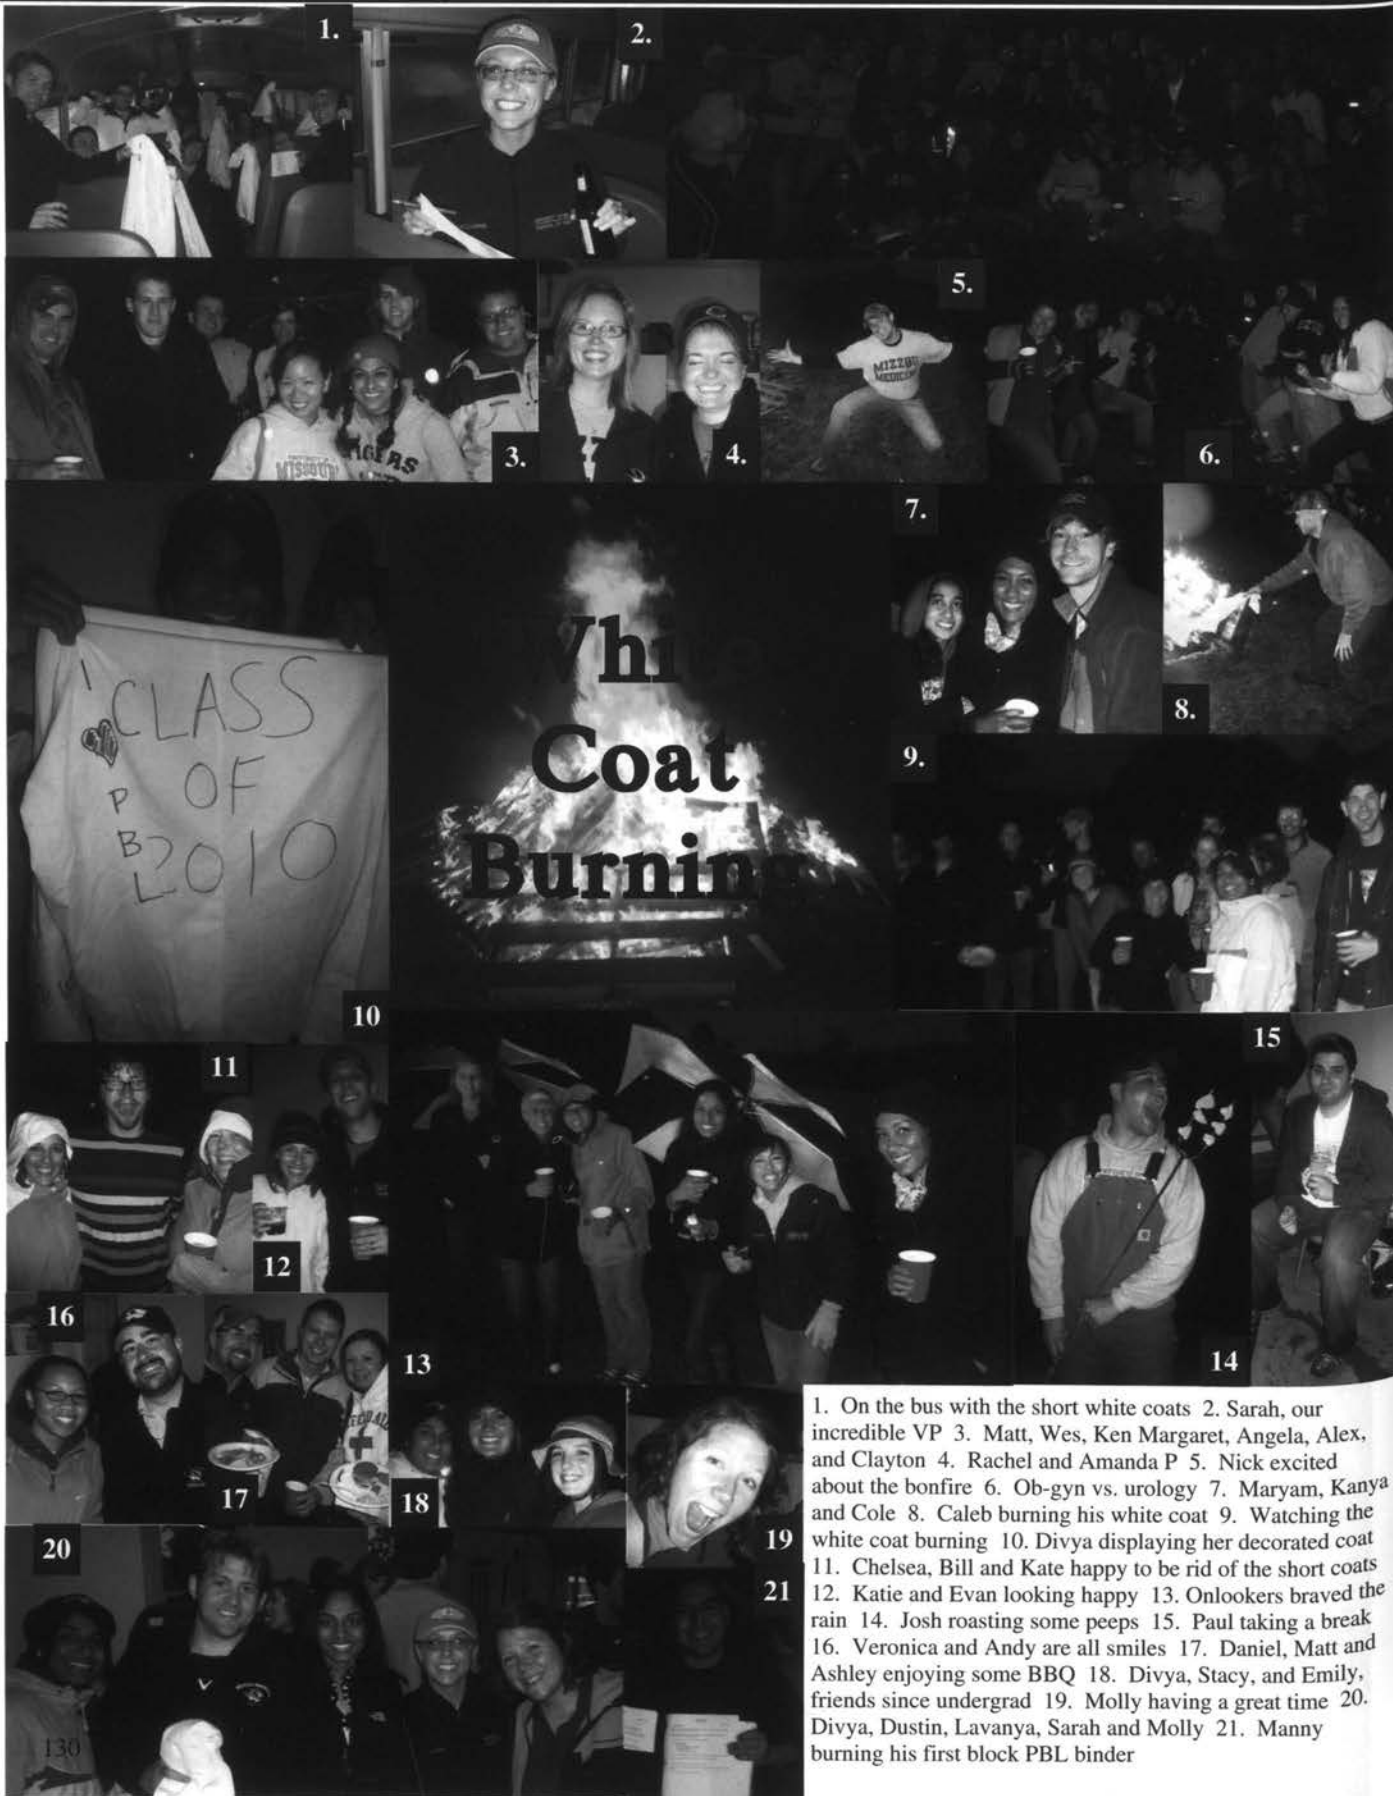 1.
2.
3.
4.
5.
6.
7.
8.
9.
10
11
12
13
14
15
16
17
18
19
20
21
MISSOURI
TIGERS
MIZZOU
MEDICINE
I CLASS
OF
P
B 2010
L
White
Coat
Burning
1. On the bus with the short white coats 2. Sarah, our
incredible VP 3. Matt, Wes, Ken Margaret, Angela, Alex,
and Clayton 4. Rachel and Amanda P 5. Nick excited
about the bonfire 6. Ob-gyn vs. urology 7. Maryam, Kanya
and Cole 8. Caleb burning his white coat 9. Watching the
white coat burning 10. Divya displaying her decorated coat
11. Chelsea, Bill and Kate happy to be rid of the short coats
12. Katie and Evan looking happy 13. Onlookers braved the
rain 14. Josh roasting some peeps 15. Paul taking a break
16. Veronica and Andy are all smiles 17. Daniel, Matt and
Ashley enjoying some BBQ 18. Divya, Stacy, and Emily,
friends since undergrad 19. Molly having a great time 20.
Divya, Dustin, Lavanya, Sarah and Molly 21. Manny
burning his first block PBL binder
130